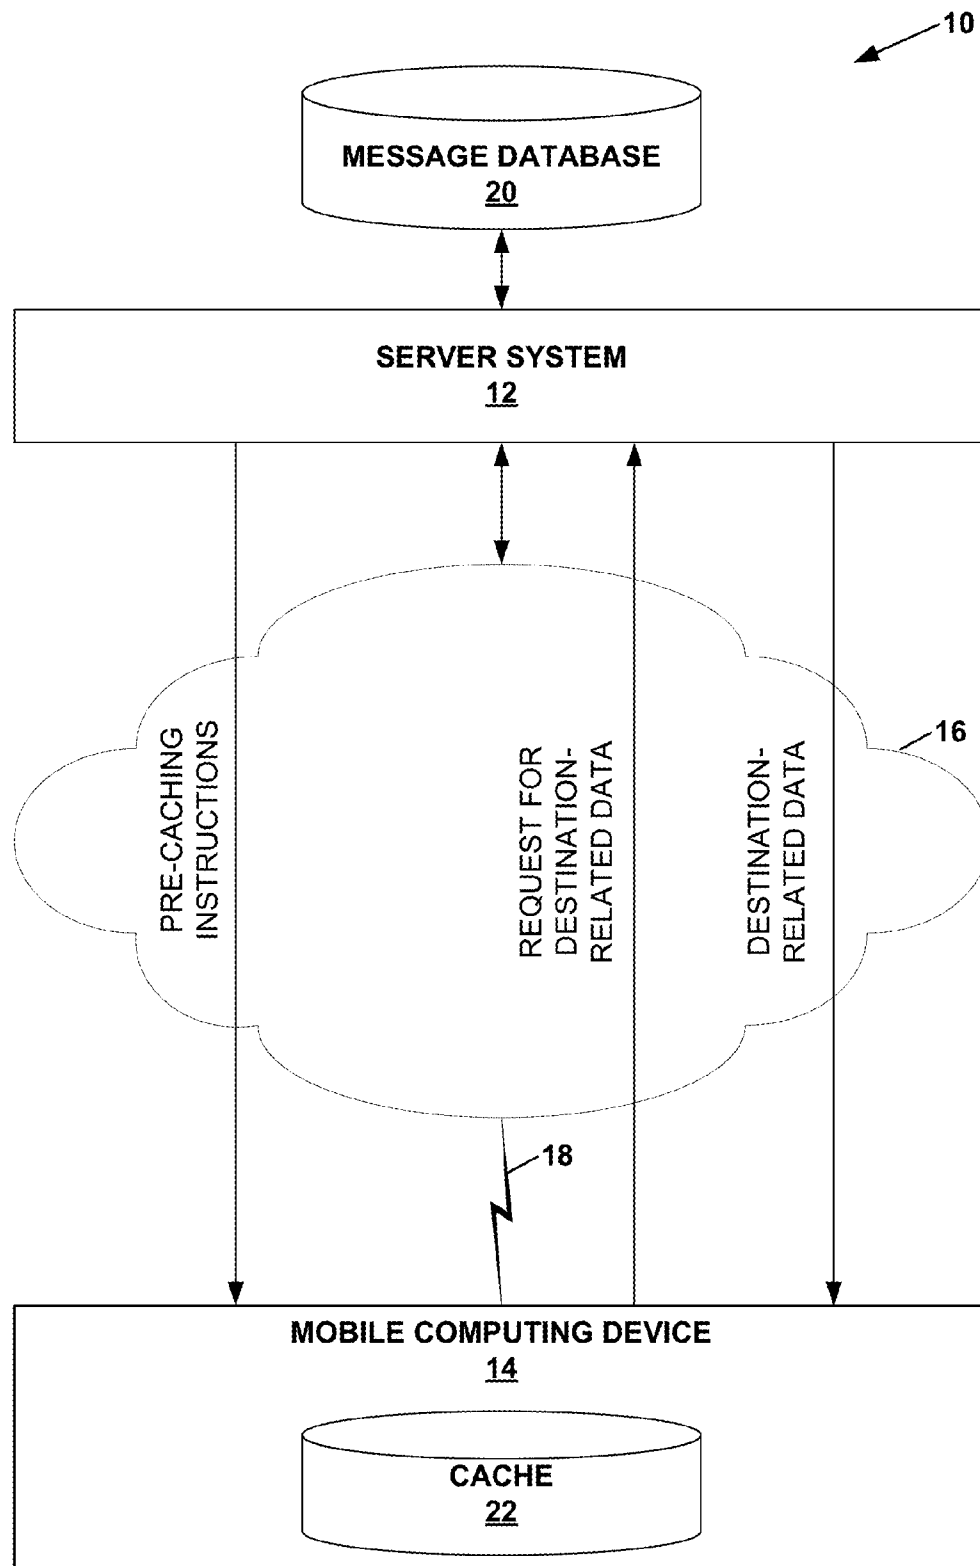 10
MESSAGE DATABASE
20
SERVER SYSTEM
12
PRE-CACHING
INSTRUCTIONS
REQUEST FOR
DESTINATION-
RELATED DATA
DESTINATION-
RELATED DATA
16
18
MOBILE COMPUTING DEVICE
14
CACHE
22